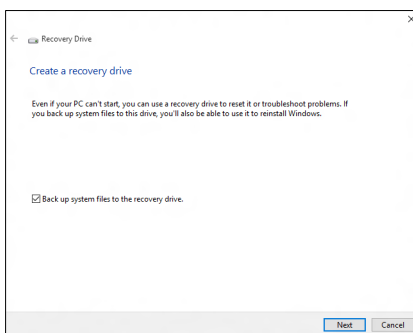 Recovery Drive
Create a recovery drive
Even if your PC can't start, you can use a recovery drive to reset it or troubleshoot problems. If
you back up system files to this drive, you'll also be able to use it to reinstall Windows.
Back up system files to the recovery drive.
Next Cancel